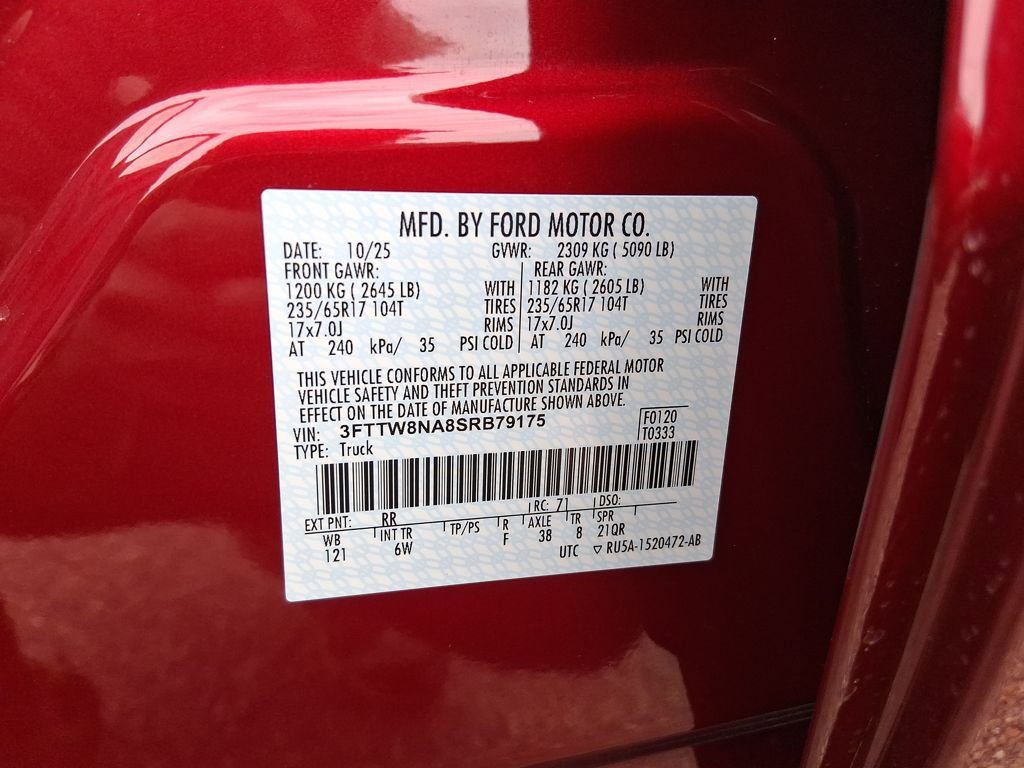 MFD. BY FORD MOTOR CO.
DATE: 10/25 GVWR: 2309 KG ( 5090 LB)
FRONT GAWR: REAR GAWR:
1200 KG ( 2645 LB) WITH 1182 KG ( 2605 LB) WITH
235/65R17 104T TIRES 235/65R17 104T TIRES
17x7.0J RIMS 17x7.0J RIMS
AT 240 kPa/ 35 PSI COLD AT 240 kPa/ 35 PSI COLD
THIS VEHICLE CONFORMS TO ALL APPLICABLE FEDERAL MOTOR
VEHICLE SAFETY AND THEFT PREVENTION STANDARDS IN
EFFECT ON THE DATE OF MANUFACTURE SHOWN ABOVE.
VIN: 3FTTW8NA8SRB79175 F0120
TYPE: Truck T0333
EXT PNT: RR RC: 71 DSO:
WB INT TR TP/PS R AXLE TR SPR
121 6W F 38 8 21QR
UTC ▽ RU5A-1520472-AB